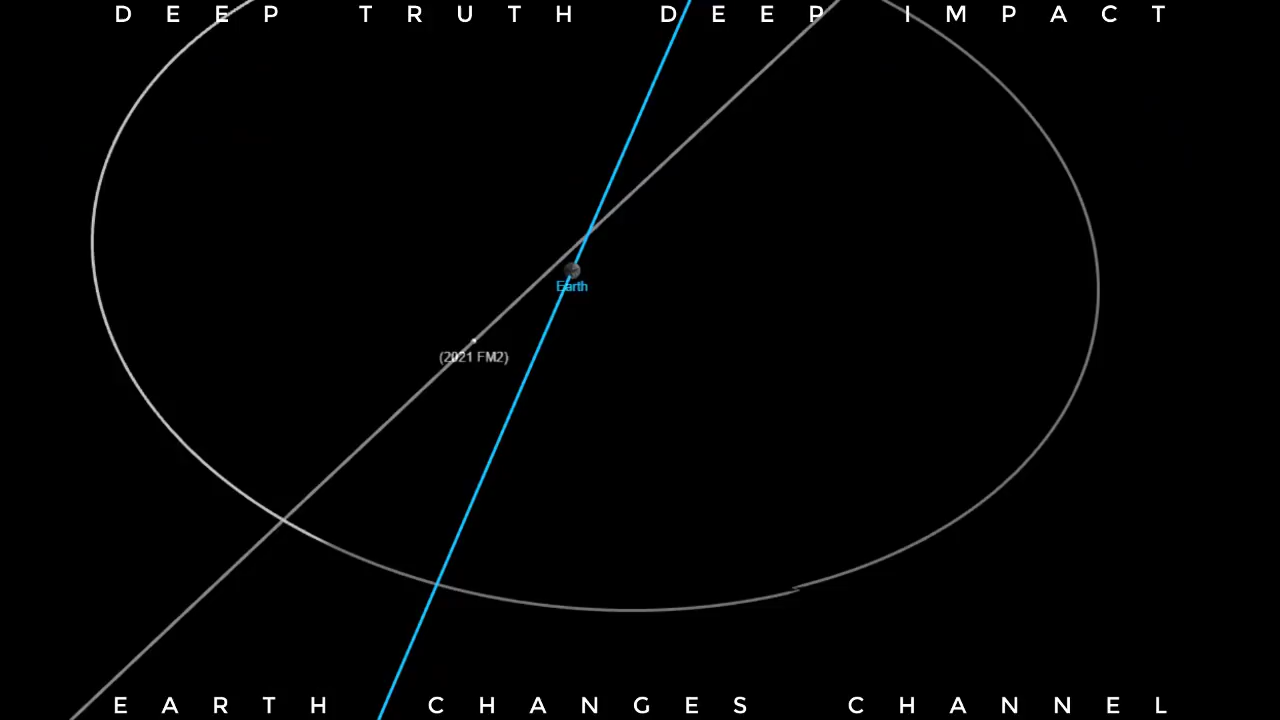 DEEP TRUTH DEEP IMPACT
Earth
(2021 FM2)
EARTH CHANGES CHANNEL